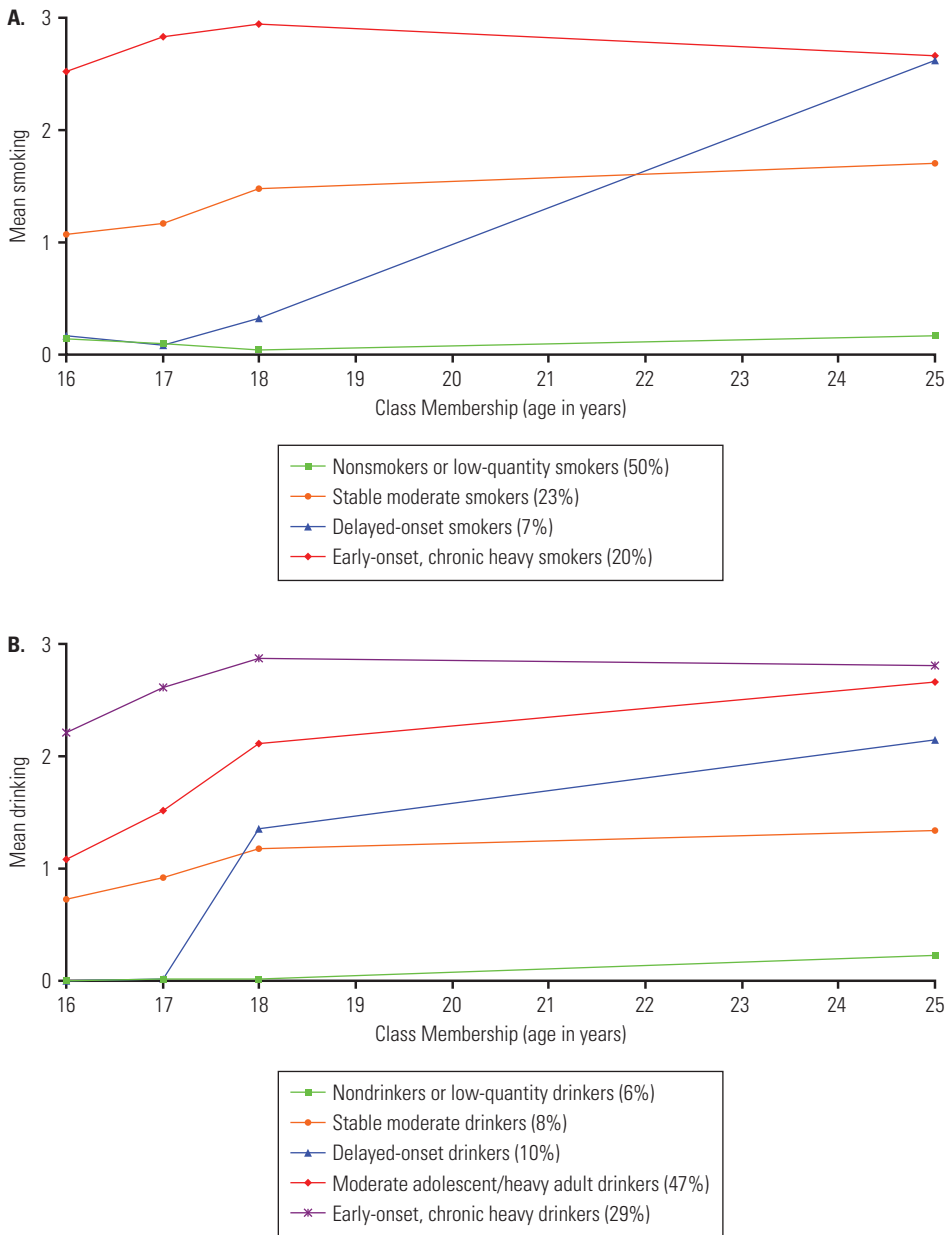 A.
3
2
1
0
Mean smoking
16 17 18 19 20 21 22 23 24 25
Class Membership (age in years)
Nonsmokers or low-quantity smokers (50%)
Stable moderate smokers (23%)
Delayed-onset smokers (7%)
Early-onset, chronic heavy smokers (20%)
B.
3
2
1
0
Mean drinking
16 17 18 19 20 21 22 23 24 25
Class Membership (age in years)
Nondrinkers or low-quantity drinkers (6%)
Stable moderate drinkers (8%)
Delayed-onset drinkers (10%)
Moderate adolescent/heavy adult drinkers (47%)
Early-onset, chronic heavy drinkers (29%)